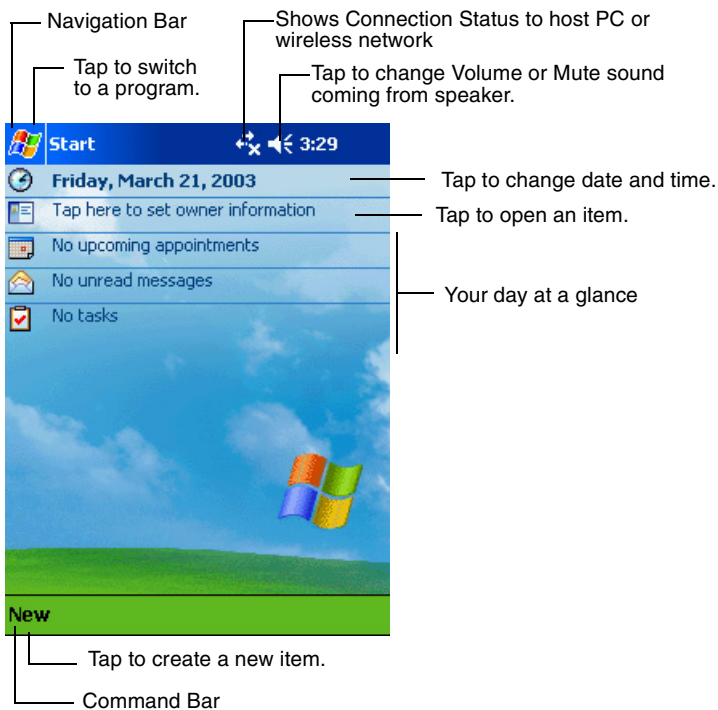 Navigation Bar
Shows Connection Status to host PC or
wireless network
Tap to switch
to a program.
Tap to change Volume or Mute sound
coming from speaker.
Start
3:29
Friday, March 21, 2003
Tap to change date and time.
Tap here to set owner information
Tap to open an item.
No upcoming appointments
No unread messages
Your day at a glance
No tasks
New
Tap to create a new item.
Command Bar